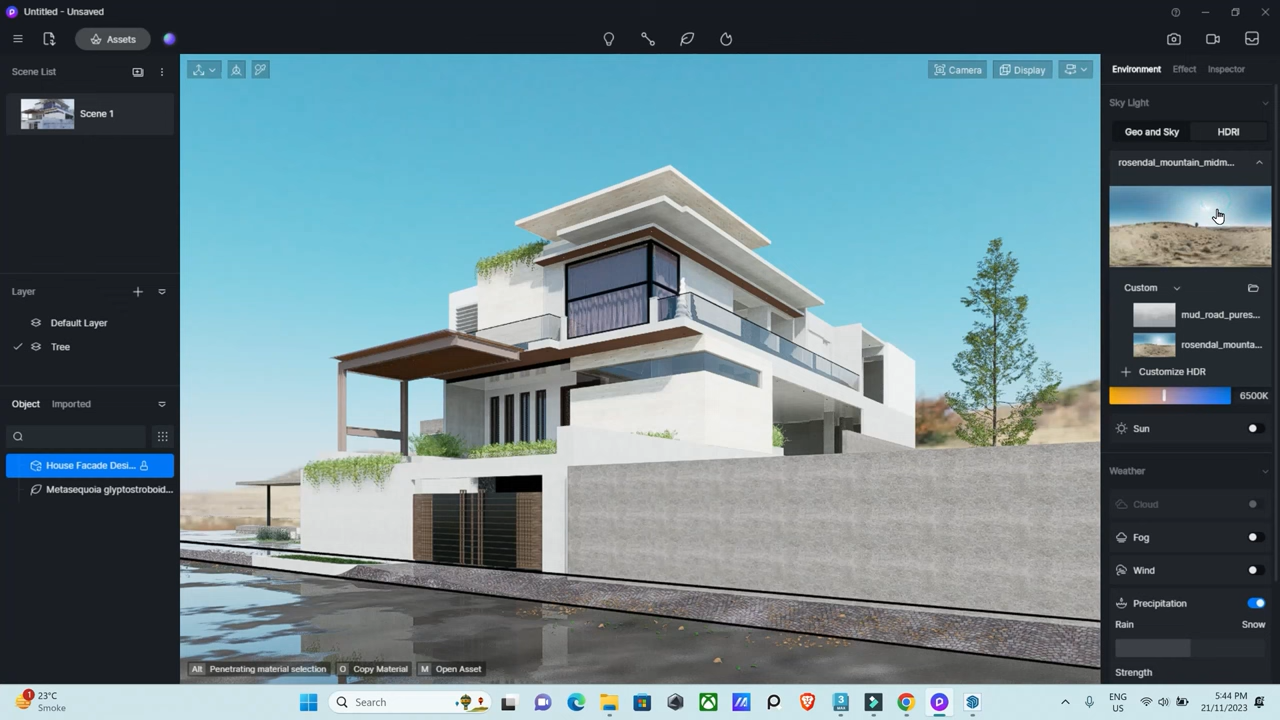 Untitled - Unsaved
Assets
Scene List
Scene 1
Layer
Default Layer
Tree
Object
Imported
House Facade Desi...
Metasequoia glyptostroboid...
Camera
Display
Alt Penetrating material selection
O Copy Material
M Open Asset
Environment
Effect
Inspector
Sky Light
Geo and Sky
HDRI
rosendal_mountain_midm...
Custom
mud_road_pures...
rosendal_mounta...
Customize HDR
6500K
Sun
Weather
Cloud
Fog
Wind
Precipitation
Rain
Snow
Strength
1
23°C
Smoke
Search
3
MAX
ENG
US
5:44 PM
21/11/2023